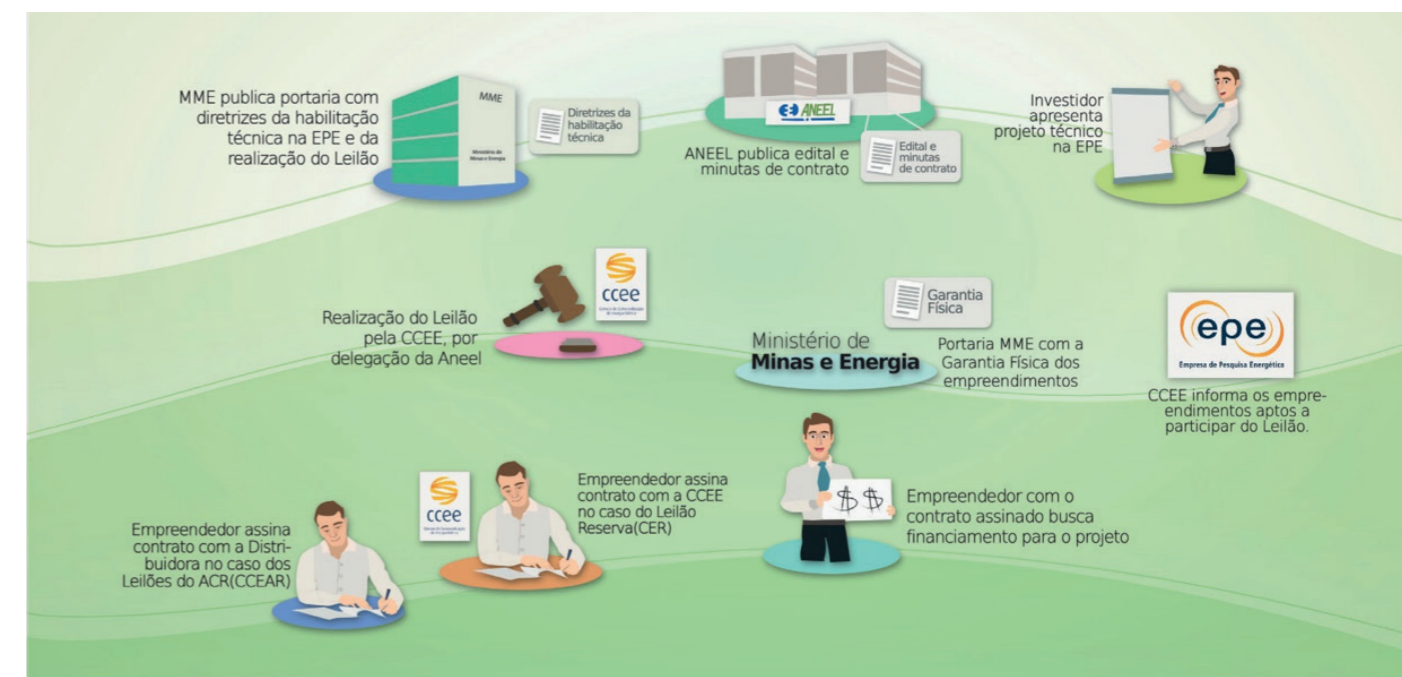 MME publica portaria com
diretrizes da habilitação
técnica na EPE e da
realização do Leilão
MME
Ministério de
Minas e Energia
Diretrizes da
habilitação
técnica
ANEEL
ANEEL publica edital e
minutas de contrato
Edital e
minutas
de contrato
Investidor
apresenta
projeto técnico
na EPE
Realização do Leilão
pela CCEE, por
delegação da Aneel
ccee
Ministério de
Minas e Energia
Garantia
Física
Portaria MME com a
Garantia Física dos
empreendimentos
epe
Empresa de Pesquisa Energética
CCEE informa os empre-
endimentos aptos a
participar do Leilão.
Empreendedor assina
contrato com a Distri-
buidora no caso dos
Leilões do ACR(CCEAR)
ccee
Empreendedor assina
contrato com a CCEE
no caso do Leilão
Reserva(CER)
$ $
Empreendedor com o
contrato assinado busca
financiamento para o projeto